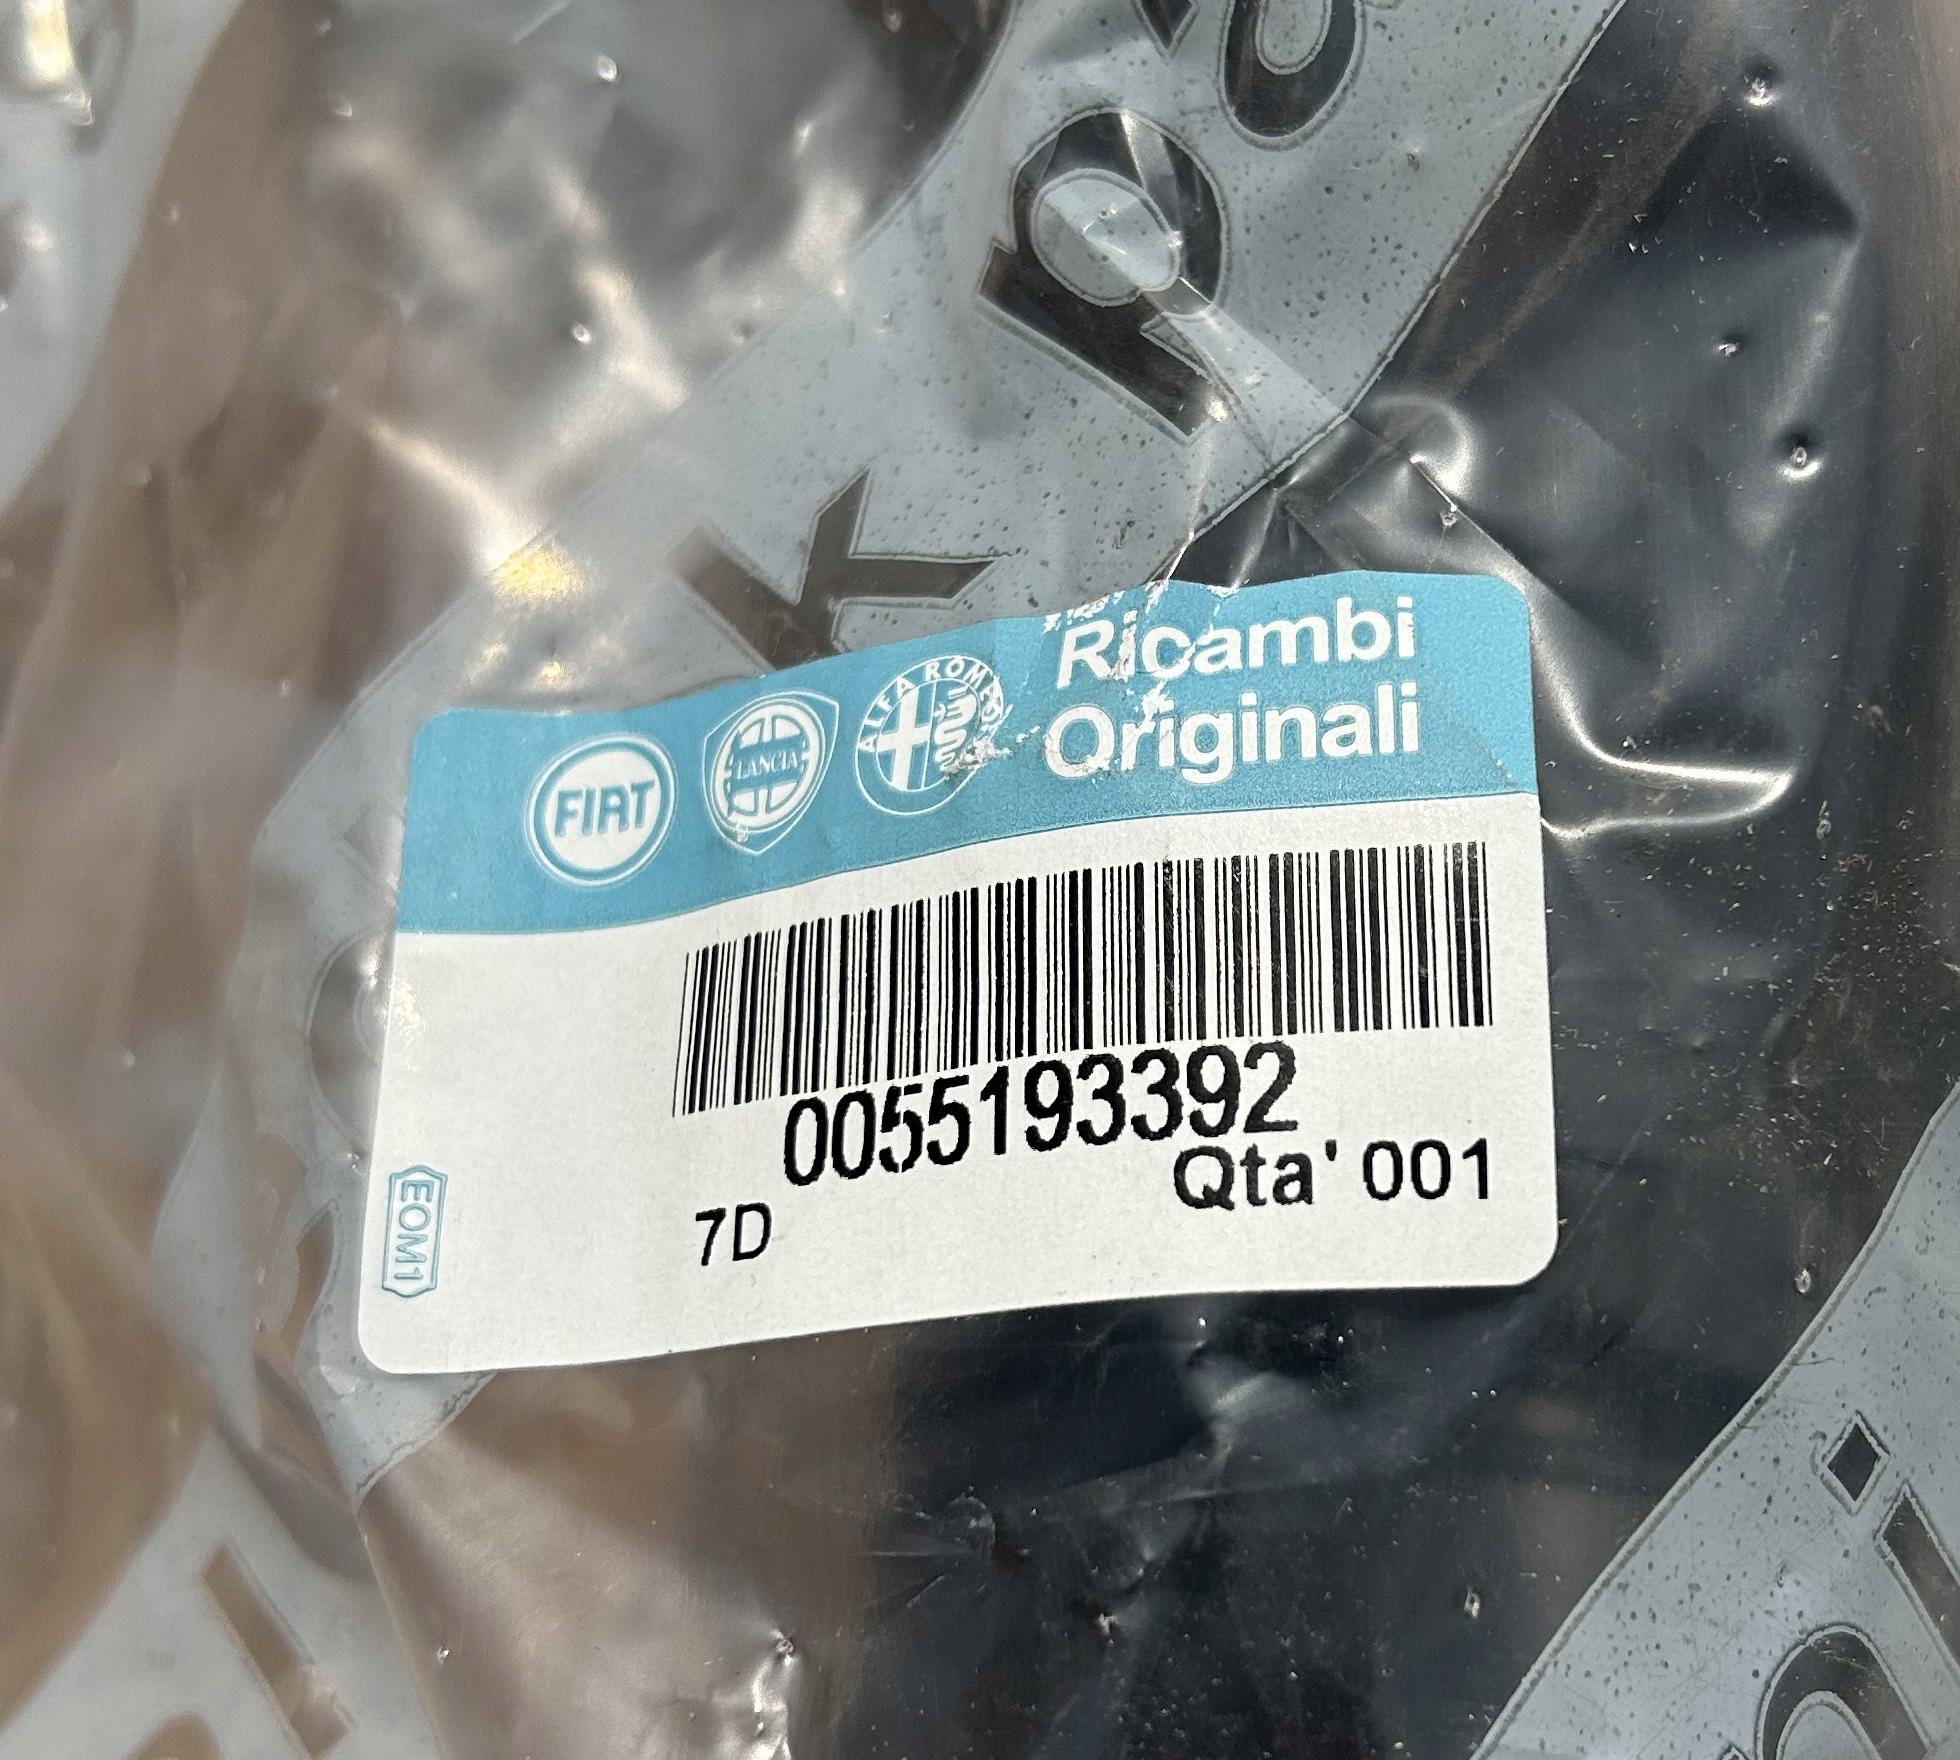 FIAT
LANCIA
ALFA ROMEO
Ricambi
Originali
0055193392
Qta' 001
7D
EOM1